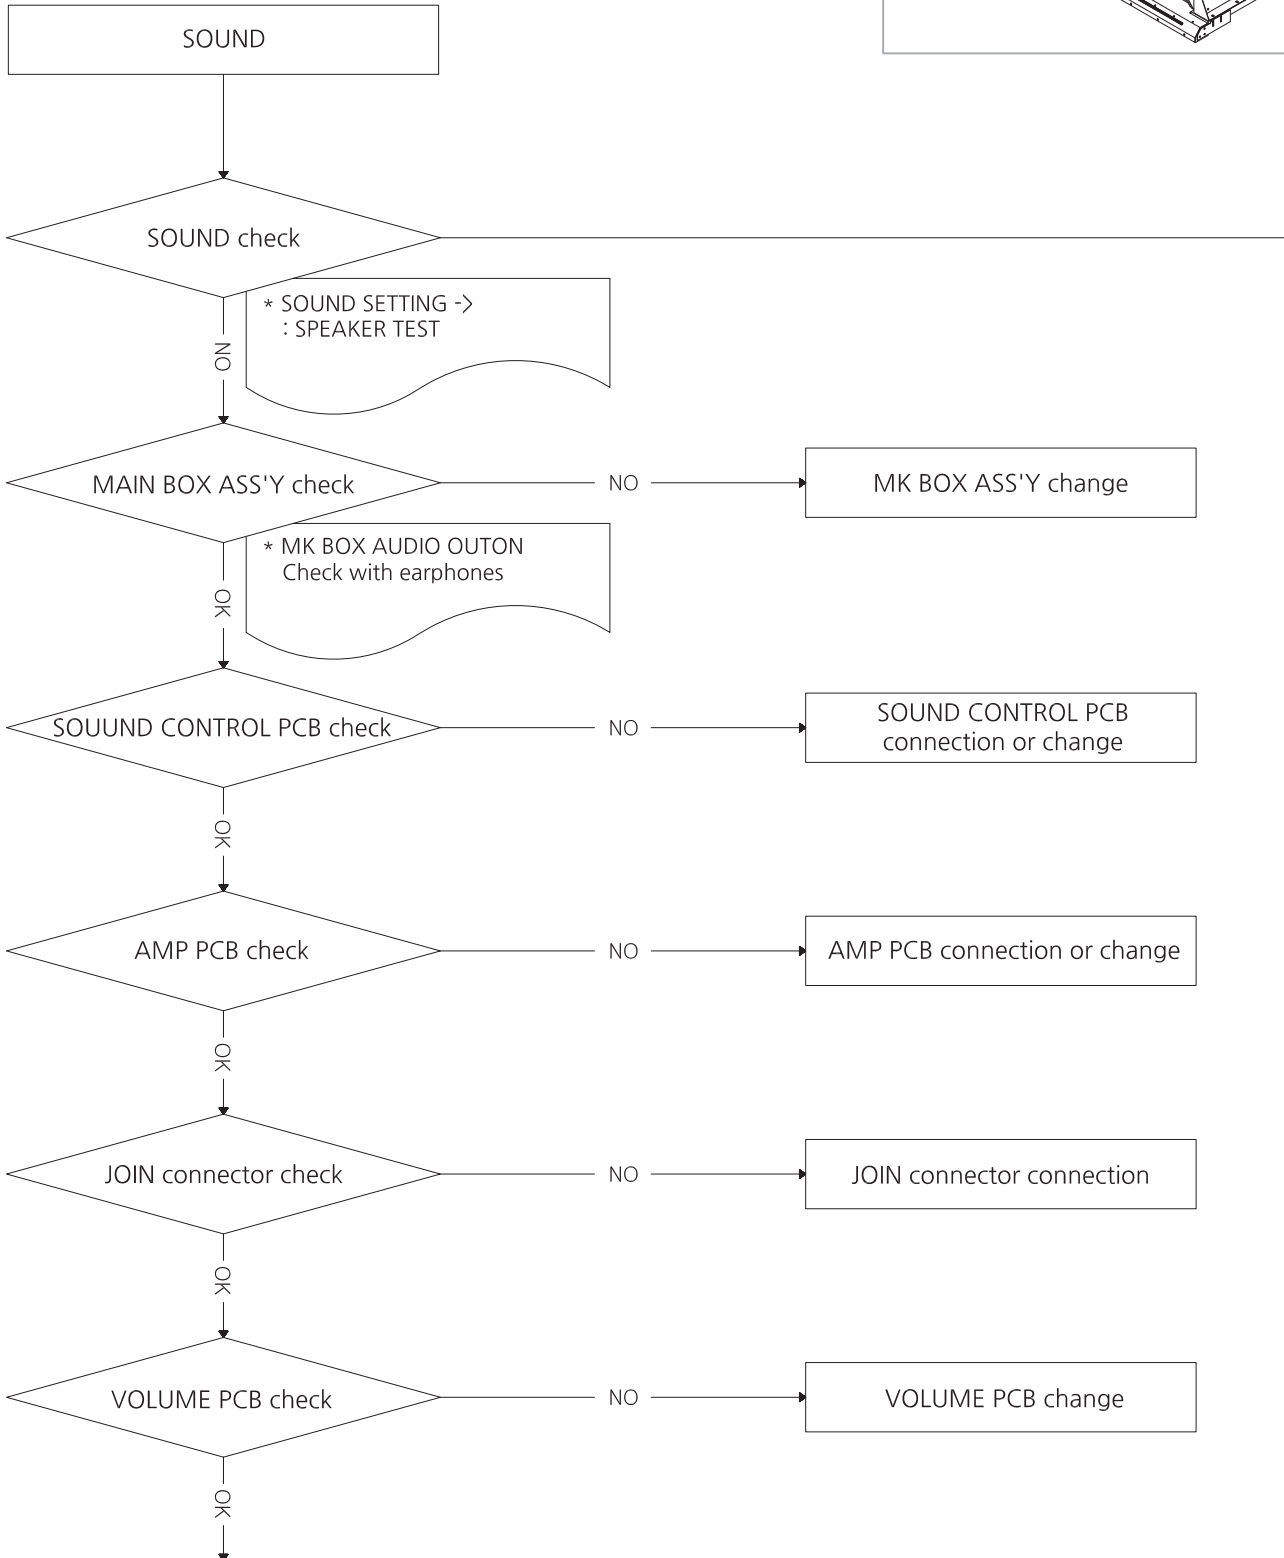 SOUND
SOUND check
* SOUND SETTING ->
: SPEAKER TEST
NO
MAIN BOX ASS'Y check
NO
MK BOX ASS'Y change
* MK BOX AUDIO OUTON
Check with earphones
OK
SOUUND CONTROL PCB check
NO
SOUND CONTROL PCB
connection or change
OK
AMP PCB check
NO
AMP PCB connection or change
OK
JOIN connector check
NO
JOIN connector connection
OK
VOLUME PCB check
NO
VOLUME PCB change
OK